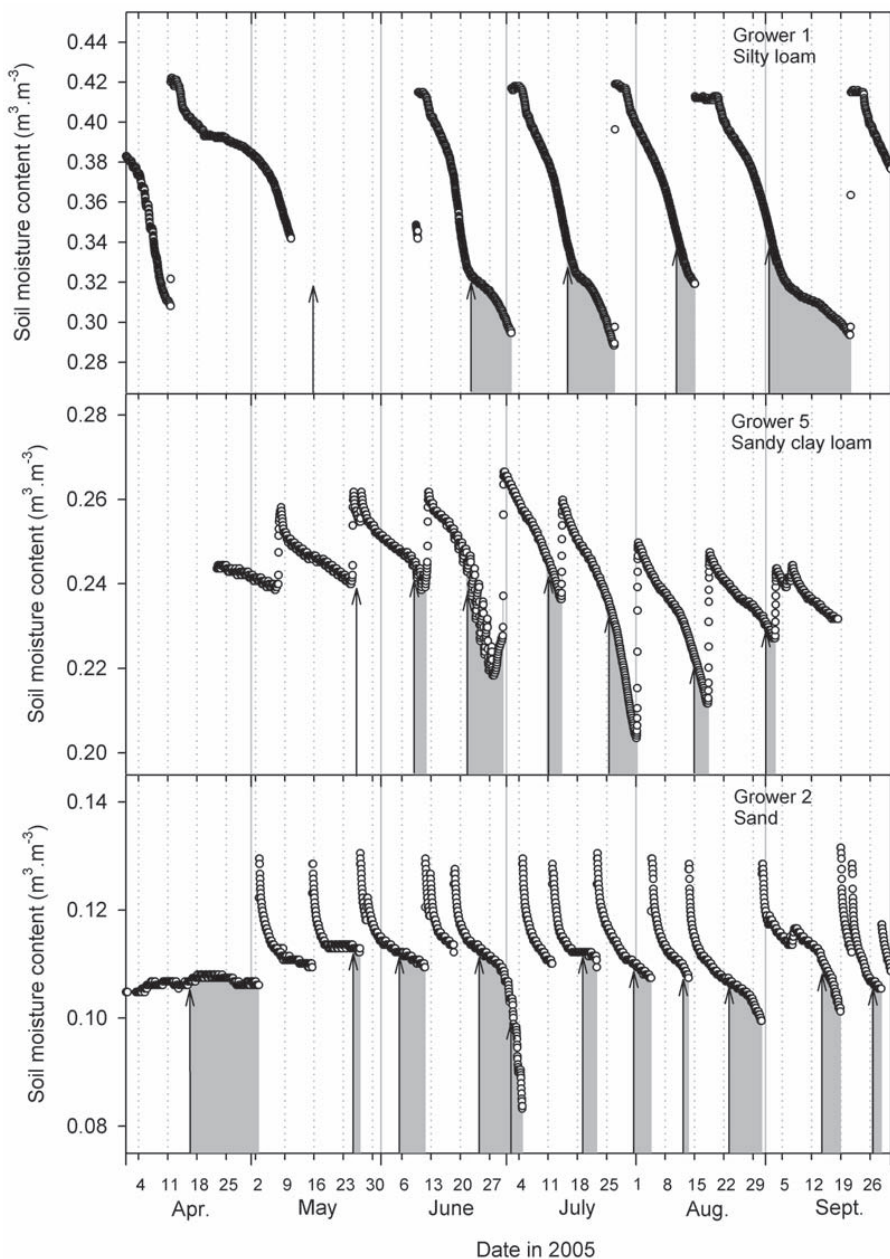 Grower 1
Silty loam
Soil moisture content (m³.m⁻³)
0.44
0.42
0.40
0.38
0.36
0.34
0.32
0.30
0.28
Grower 5
Sandy clay loam
Soil moisture content (m³.m⁻³)
0.28
0.26
0.24
0.22
0.20
Grower 2
Sand
Soil moisture content (m³.m⁻³)
0.14
0.12
0.10
0.08
4 11 18 25 2 9 16 23 30 6 13 20 27 4 11 18 25 1 8 15 22 29 5 12 19 26
Apr. May June July Aug. Sept.
Date in 2005